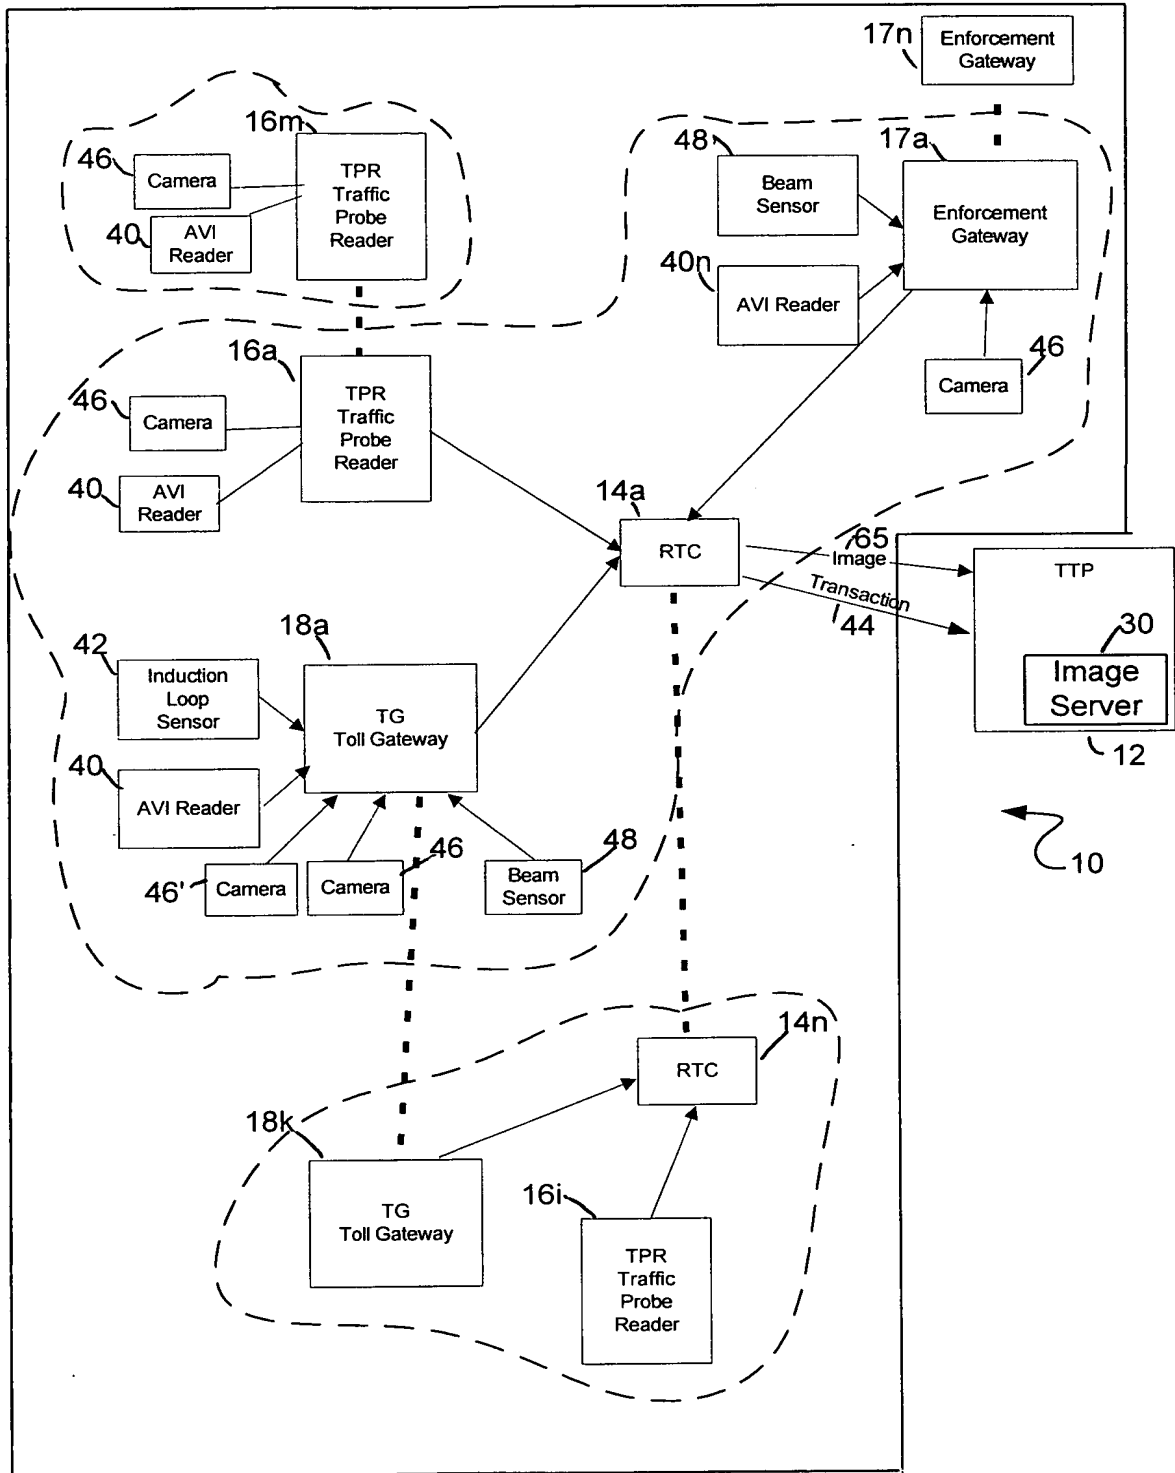 17n
Enforcement
Gateway
16m
46
Camera
40
AVI
Reader
TPR
Traffic
Probe
Reader
48
Beam
Sensor
17a
Enforcement
Gateway
40n
AVI Reader
46
Camera
16a
46
Camera
40
AVI
Reader
TPR
Traffic
Probe
Reader
14a
RTC
65
Image
Transaction
44
TTP
30
Image
Server
12
10
18a
42
Induction
Loop
Sensor
TG
Toll Gateway
40
AVI Reader
46'
Camera
Camera
46
Beam
Sensor
48
14n
RTC
18k
TG
Toll Gateway
16i
TPR
Traffic
Probe
Reader